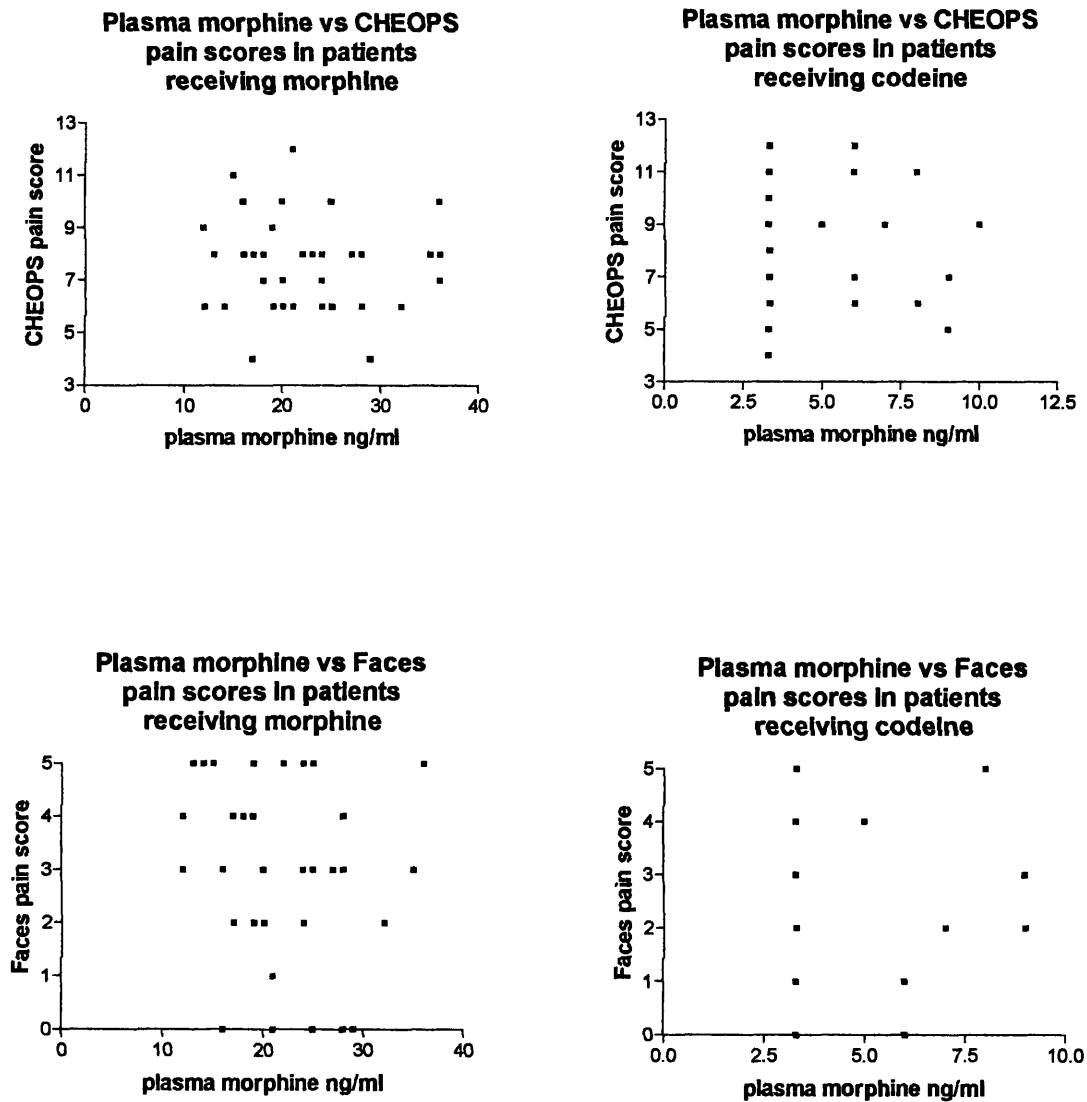 Plasma morphine vs CHEOPS
pain scores in patients
receiving morphine
13
11
9
7
5
3
CHEOPS pain score
0
10
20
30
40
plasma morphine ng/ml
Plasma morphine vs CHEOPS
pain scores in patients
receiving codeine
13
11
9
7
5
3
CHEOPS pain score
0.0
2.5
5.0
7.5
10.0
12.5
plasma morphine ng/ml
Plasma morphine vs Faces
pain scores in patients
receiving morphine
5
4
3
2
1
0
Faces pain score
0
10
20
30
40
plasma morphine ng/ml
Plasma morphine vs Faces
pain scores in patients
receiving codeine
5
4
3
2
1
0
Faces pain score
0.0
2.5
5.0
7.5
10.0
plasma morphine ng/ml